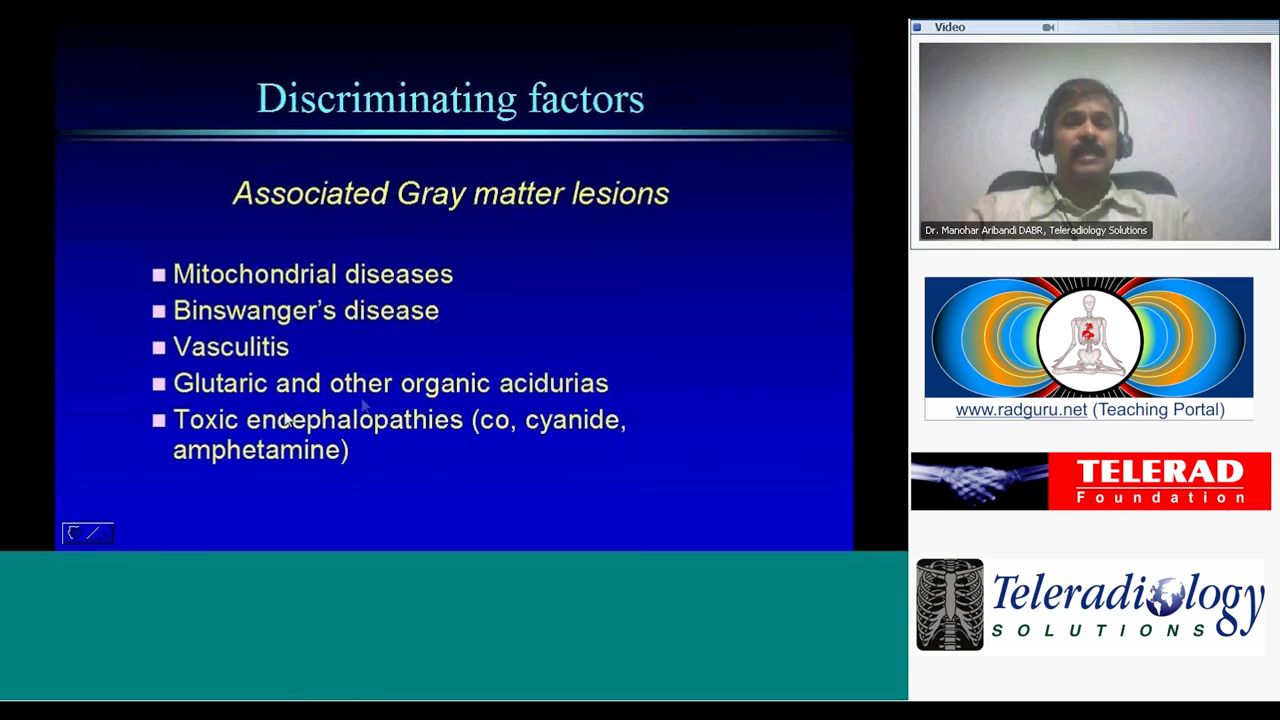 Discriminating factors
Associated Gray matter lesions
Mitochondrial diseases
Binswanger's disease
Vasculitis
Glutaric and other organic acidurias
Toxic encephalopathies (co, cyanide,
amphetamine)
Video
Dr. Manohar Aribandi DABR, Teleradiology Solutions
www.radguru.net (Teaching Portal)
TELERAD
Foundation
Teleradiology
SOLUTIONS